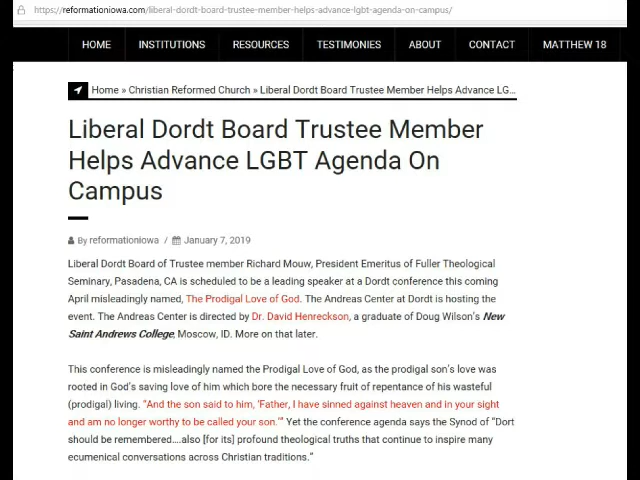 https://reformationiowa.com/liberal-dordt-board-trustee-member-helps-advance-lgbt-agenda-on-campus/
HOME INSTITUTIONS RESOURCES TESTIMONIES ABOUT CONTACT MATTHEW 18
Home » Christian Reformed Church » Liberal Dordt Board Trustee Member Helps Advance LG...
Liberal Dordt Board Trustee Member
Helps Advance LGBT Agenda On
Campus
By reformationiowa / January 7, 2019
Liberal Dordt Board of Trustee member Richard Mouw, President Emeritus of Fuller Theological
Seminary, Pasadena, CA is scheduled to be a leading speaker at a Dordt conference this coming
April misleadingly named, The Prodigal Love of God. The Andreas Center at Dordt is hosting the
event. The Andreas Center is directed by Dr. David Henreckson, a graduate of Doug Wilson's New
Saint Andrews College, Moscow, ID. More on that later.
This conference is misleadingly named the Prodigal Love of God, as the prodigal son's love was
rooted in God's saving love of him which bore the necessary fruit of repentance of his wasteful
(prodigal) living. "And the son said to him, 'Father, I have sinned against heaven and in your sight
and am no longer worthy to be called your son.'" Yet the conference agenda says the Synod of "Dort
should be remembered....also [for its] profound theological truths that continue to inspire many
ecumenical conversations across Christian traditions."